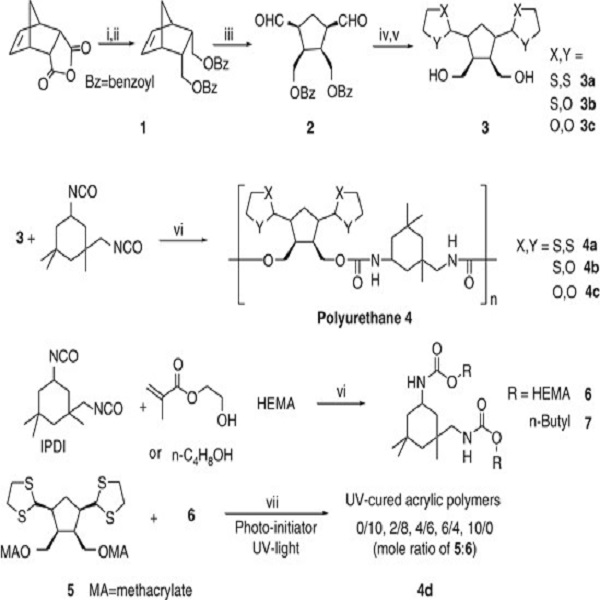 i,ii
iii
iv,v
O
O
O
Bz=benzoyl
OBz
OBz
1
OHC
CHO
OBz
OBz
2
X
X
Y
Y
HO
OH
3
X,Y =
S,S 3a
S,O 3b
O,O 3c
3 +
NCO
NCO
vi
X
X
Y
Y
O
O
O
N
H
H
N
O
n
Polyurethane 4
X,Y = S,S 4a
S,O 4b
O,O 4c
NCO
NCO
IPDI
+
O
O
OH
HEMA
or n-C4H8OH
vi
O
R
HN
O
O
N
H
O
R
R = HEMA 6
n-Butyl 7
S
S
S
S
MAO
OMA
+ 6
vii
Photo-initiator
UV-light
UV-cured acrylic polymers
0/10, 2/8, 4/6, 6/4, 10/0
(mole ratio of 5:6)
5 MA=methacrylate
4d